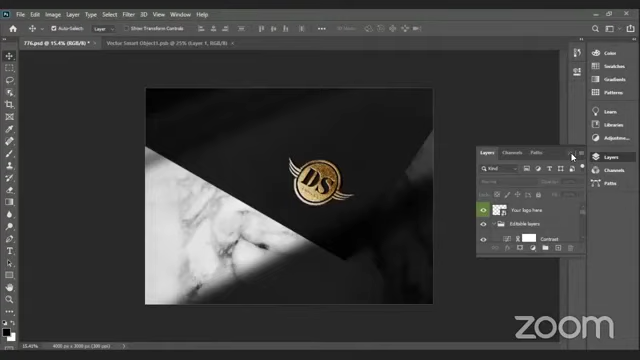 Ps File Edit Image Layer Type Select Filter 3D View Window Help
Auto-Select: Layer Show Transform Controls
776.psd @ 15.4% (RGB/8) * Vector Smart Object1.psb @ 25% (Layer 1, RGB/8)
Color
Swatches
Gradients
Patterns
Learn
Libraries
Adjustme...
Layers
Channels
Paths
Layers Channels Paths
Kind
Your logo here
Editable layers
Contrast
DS
zoom